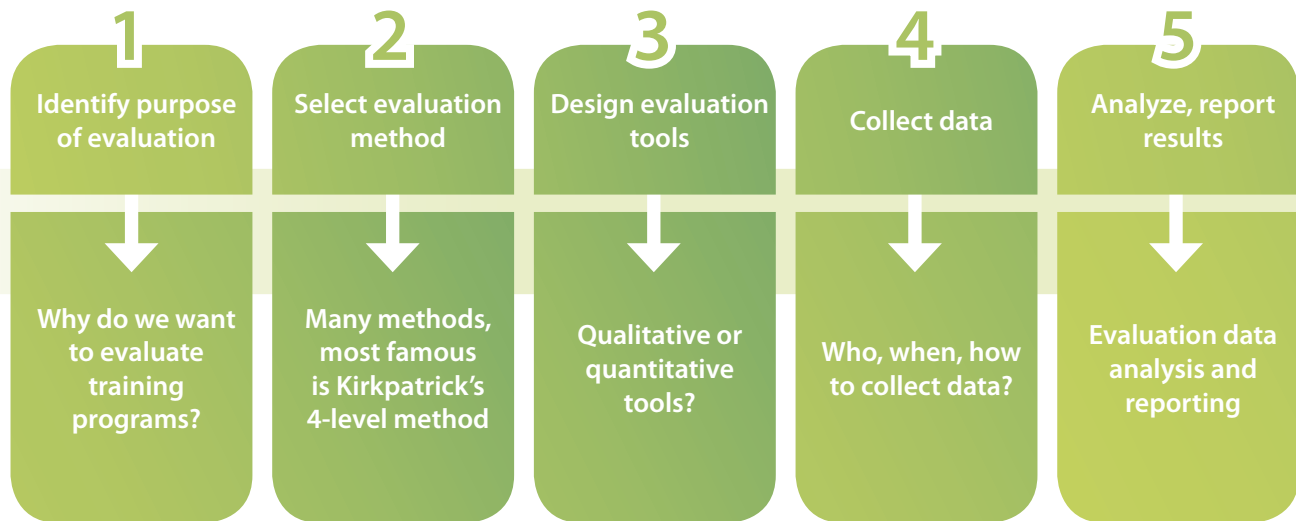 1
Identify purpose
of evaluation
Why do we want
to evaluate
training
programs?
2
Select evaluation
method
Many methods,
most famous
is Kirkpatrick's
4-level method
3
Design evaluation
tools
Qualitative or
quantitative
tools?
4
Collect data
Who, when, how
to collect data?
5
Analyze, report
results
Evaluation data
analysis and
reporting